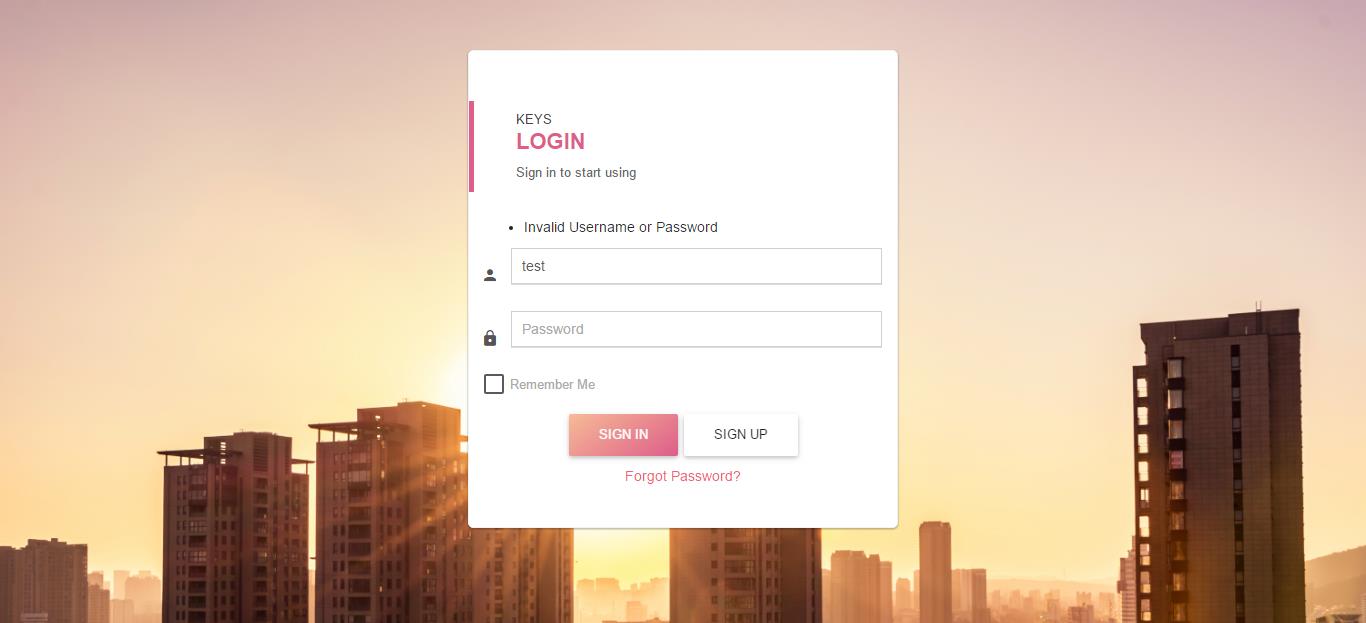 KEYS
LOGIN
Sign in to start using
Invalid Username or Password
test
Password
Remember Me
SIGN IN SIGN UP
Forgot Password?